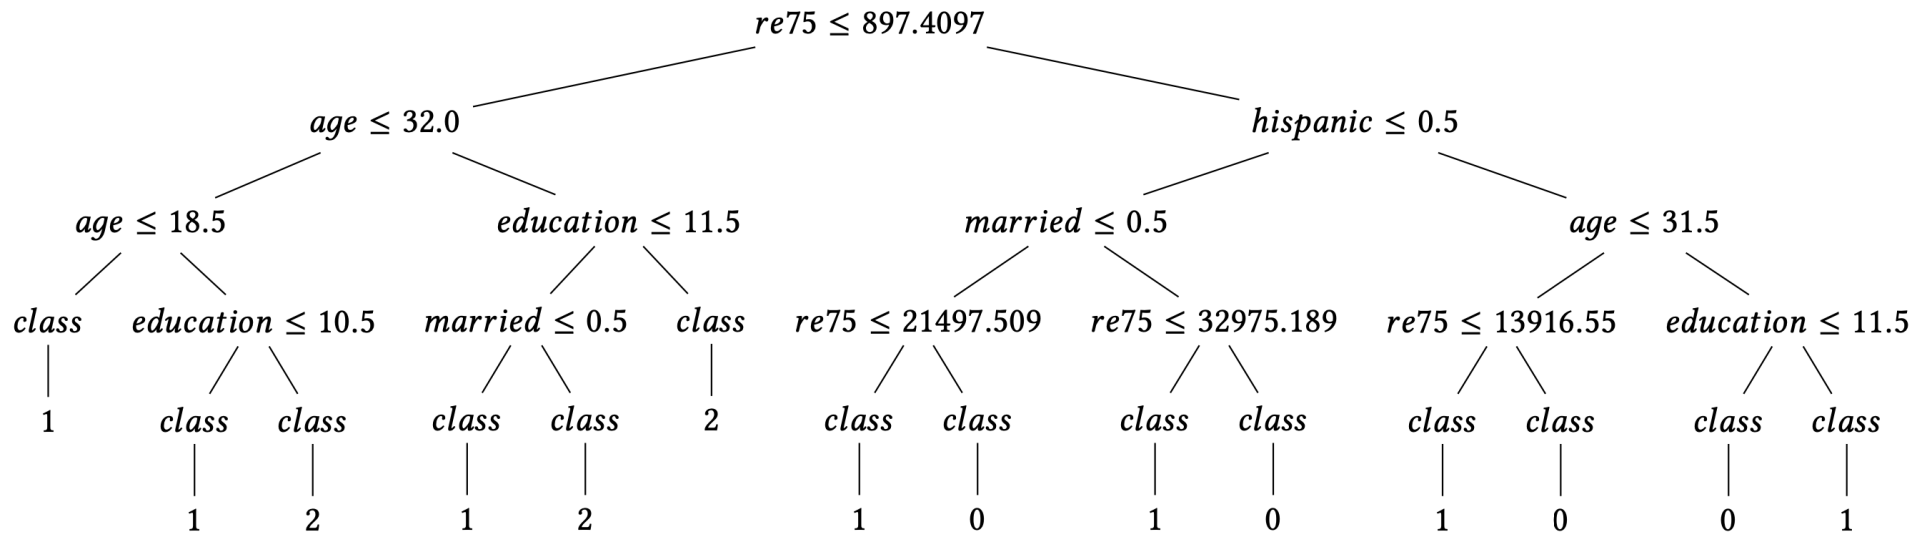 re75 ≤ 897.4097
age ≤ 32.0 hispanic ≤ 0.5
age ≤ 18.5 education ≤ 11.5 married ≤ 0.5 age ≤ 31.5
class education ≤ 10.5 married ≤ 0.5 class re75 ≤ 21497.509 re75 ≤ 32975.189 re75 ≤ 13916.55 education ≤ 11.5
1 class class class class 2 class class class class class class class class
1 2 1 2 1 0 1 0 1 0 0 1